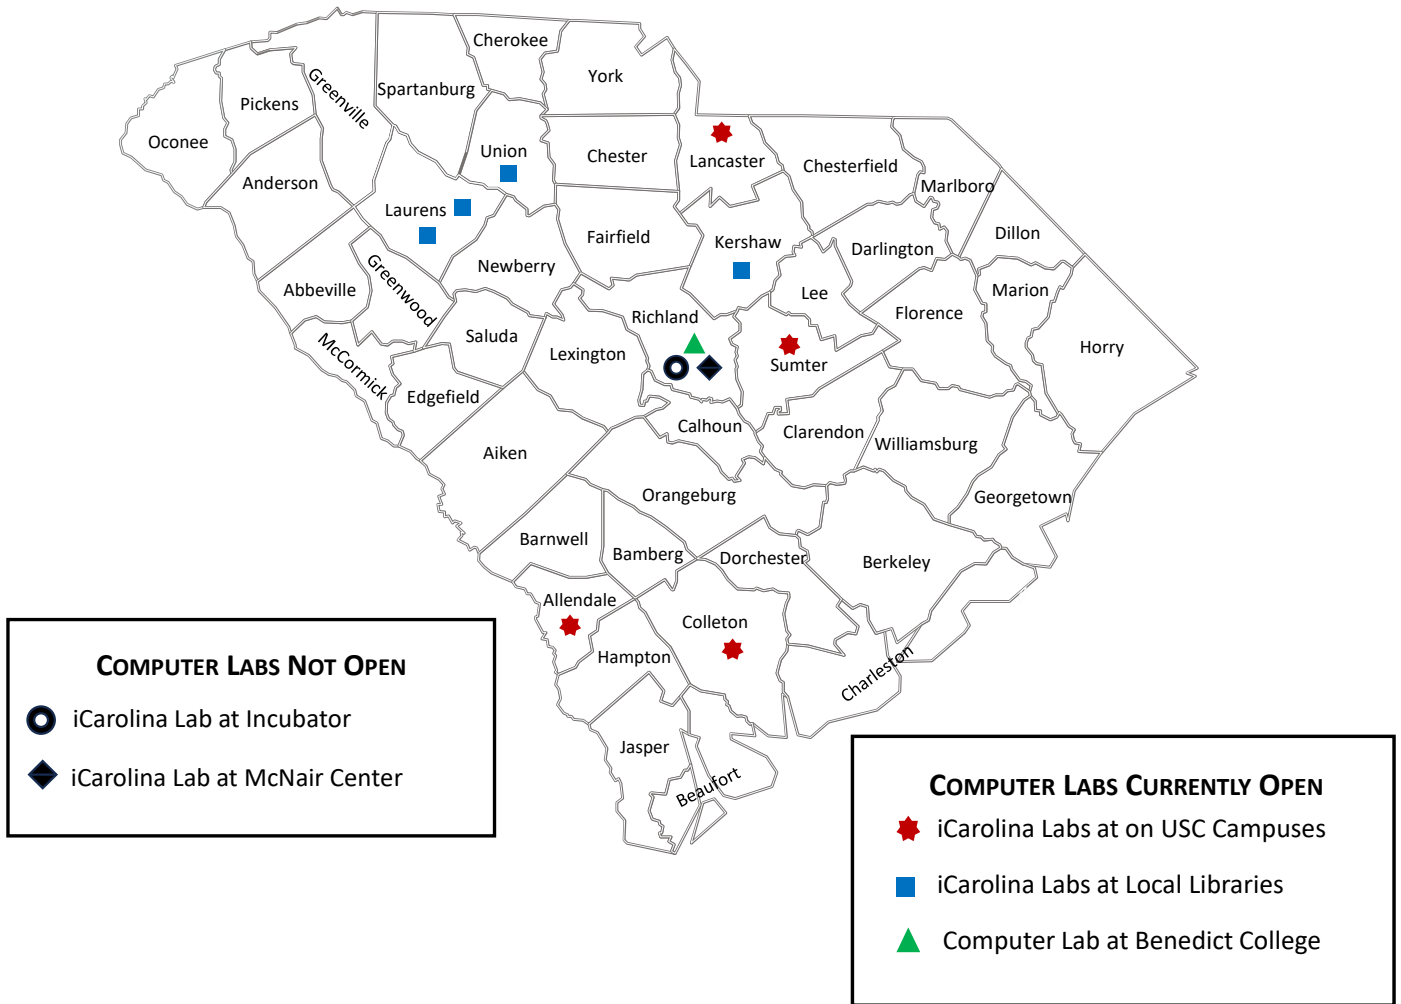 Cherokee
York
Spartanburg
Greenville
Pickens
Oconee
Union
Chester
Lancaster
Chesterfield
Marlboro
Anderson
Laurens
Fairfield
Kershaw
Darlington
Dillon
Newberry
Abbeville
Greenwood
Lee
Marion
Florence
Richland
Saluda
Lexington
Horry
McCormick
Sumter
Edgefield
Calhoun
Clarendon
Williamsburg
Aiken
Orangeburg
Georgetown
Barnwell
Bamberg
Dorchester
Berkeley
Allendale
Colleton
Hampton
Charleston
Jasper
Beaufort
COMPUTER LABS NOT OPEN
iCarolina Lab at Incubator
iCarolina Lab at McNair Center
COMPUTER LABS CURRENTLY OPEN
iCarolina Labs at on USC Campuses
iCarolina Labs at Local Libraries
Computer Lab at Benedict College